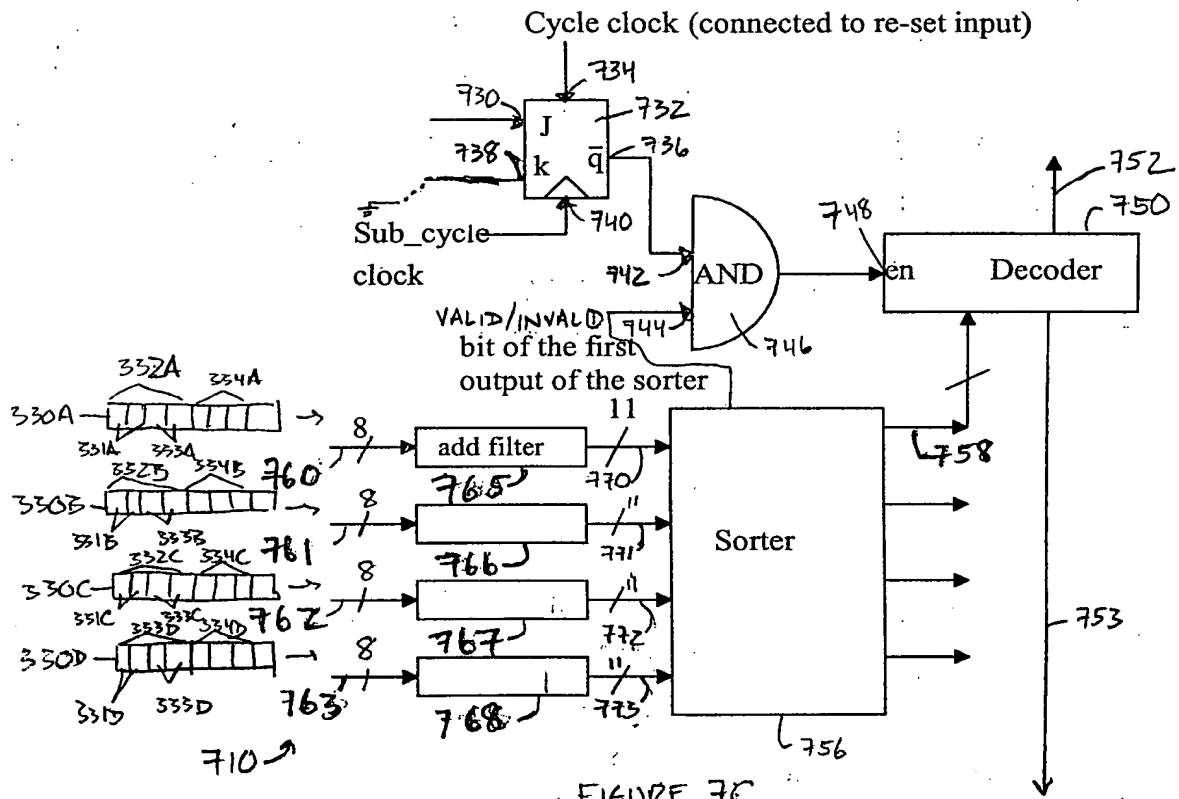 Cycle clock (connected to re-set input)
734
730
732
J
738
k
q̅
736
740
Sub_cycle
clock
742
AND
748
en
Decoder
752
750
VALID/INVALID
744
746
bit of the first
output of the sorter
332A
334A
330A
331A
333A
760
8
add filter
765
11
770
758
332B
334B
330B
331B
333B
761
8
766
11
771
Sorter
332C
334C
330C
331C
333C
762
8
767
11
772
753
333D
334D
330D
331D
333D
763
8
768
11
773
756
710
FIGURE 7C